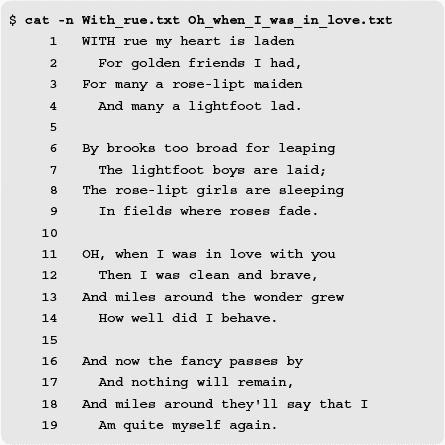 $ cat -n With_rue.txt Oh_when_I_was_in_love.txt
1 WITH rue my heart is laden
2 For golden friends I had,
3 For many a rose-lipt maiden
4 And many a lightfoot lad.
5
6 By brooks too broad for leaping
7 The lightfoot boys are laid;
8 The rose-lipt girls are sleeping
9 In fields where roses fade.
10
11 OH, when I was in love with you
12 Then I was clean and brave,
13 And miles around the wonder grew
14 How well did I behave.
15
16 And now the fancy passes by
17 And nothing will remain,
18 And miles around they'll say that I
19 Am quite myself again.